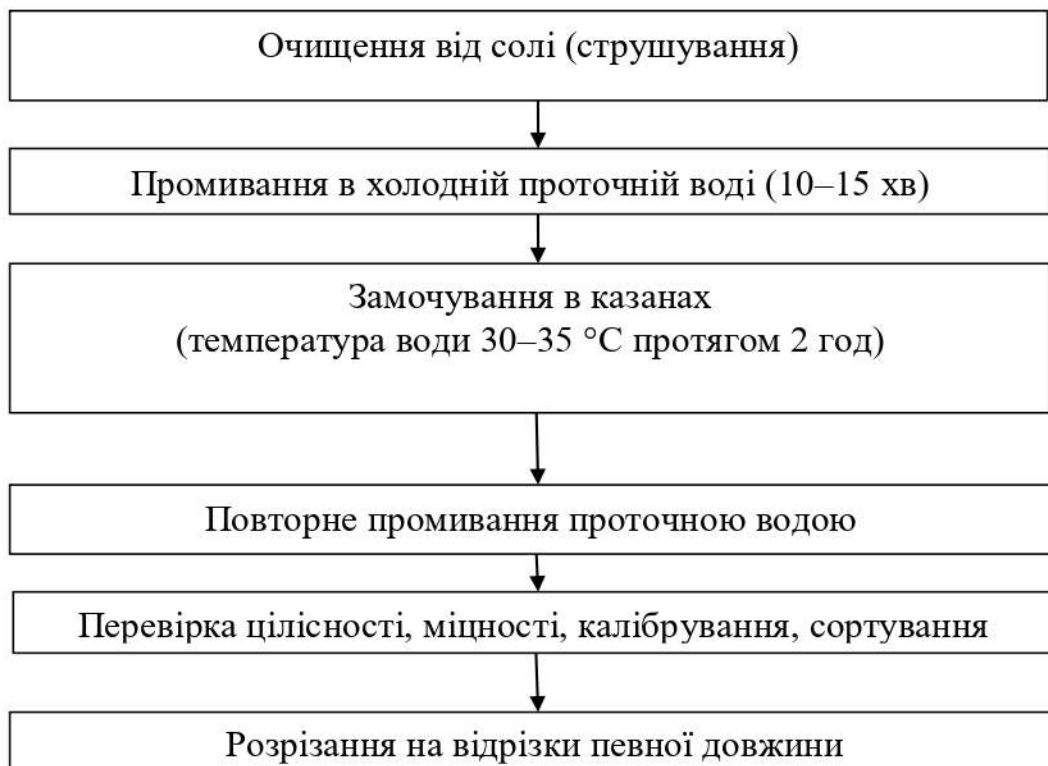 Очищення від солі (струшування)
Промивання в холодній проточній воді (10–15 хв)
Замочування в казанах
(температура води 30–35 °С протягом 2 год)
Повторне промивання проточною водою
Перевірка цілісності, міцності, калібрування, сортування
Розрізання на відрізки певної довжини